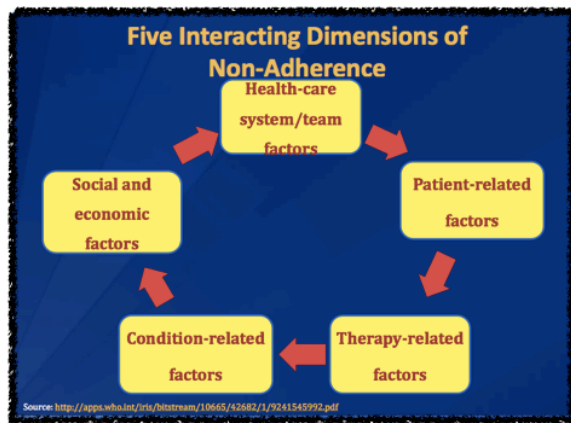 Five Interacting Dimensions of
Non-Adherence
Health-care
system/team
factors
Patient-related
factors
Therapy-related
factors
Condition-related
factors
Social and
economic
factors
Source: http://apps.who.int/iris/bitstream/10665/42682/1/9241545992.pdf